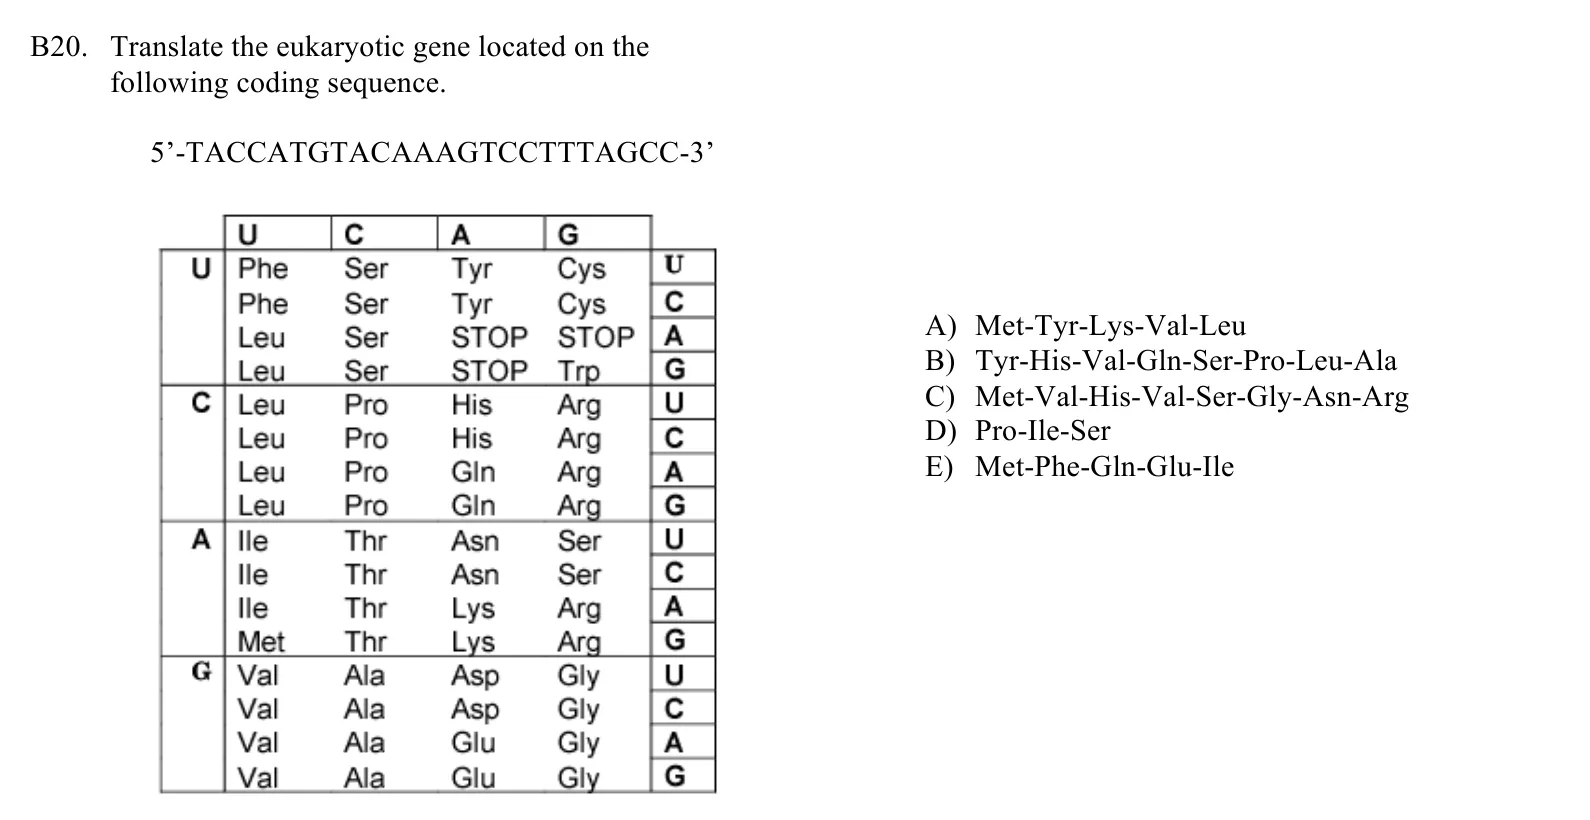 B20. Translate the eukaryotic gene located on the
following coding sequence.
5’-TACCATGTACAAAGTCCTTTAGCC-3’
U C A G
U Phe Ser Tyr Cys U
Phe Ser Tyr Cys C
Leu Ser STOP STOP A
Leu Ser STOP Trp G
C Leu Pro His Arg U
Leu Pro His Arg C
Leu Pro Gln Arg A
Leu Pro Gln Arg G
A Ile Thr Asn Ser U
Ile Thr Asn Ser C
Ile Thr Lys Arg A
Met Thr Lys Arg G
G Val Ala Asp Gly U
Val Ala Asp Gly C
Val Ala Glu Gly A
Val Ala Glu Gly G
A) Met-Tyr-Lys-Val-Leu
B) Tyr-His-Val-Gln-Ser-Pro-Leu-Ala
C) Met-Val-His-Val-Ser-Gly-Asn-Arg
D) Pro-Ile-Ser
E) Met-Phe-Gln-Glu-Ile